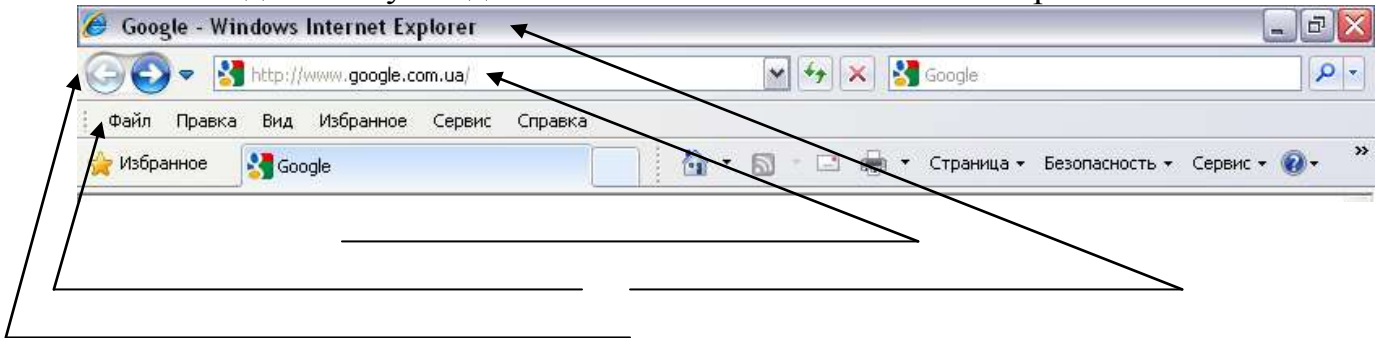 Google - Windows Internet Explorer
http://www.google.com.ua/ Google
Файл Правка Вид Избранное Сервис Справка
Избранное Google Страница Безопасность Сервис